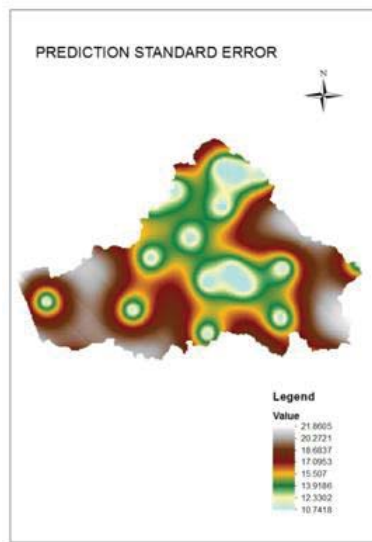 PREDICTION STANDARD ERROR
N
Legend
Value
21.8605
20.2721
18.6837
17.0953
15.507
13.9186
12.3302
10.7418